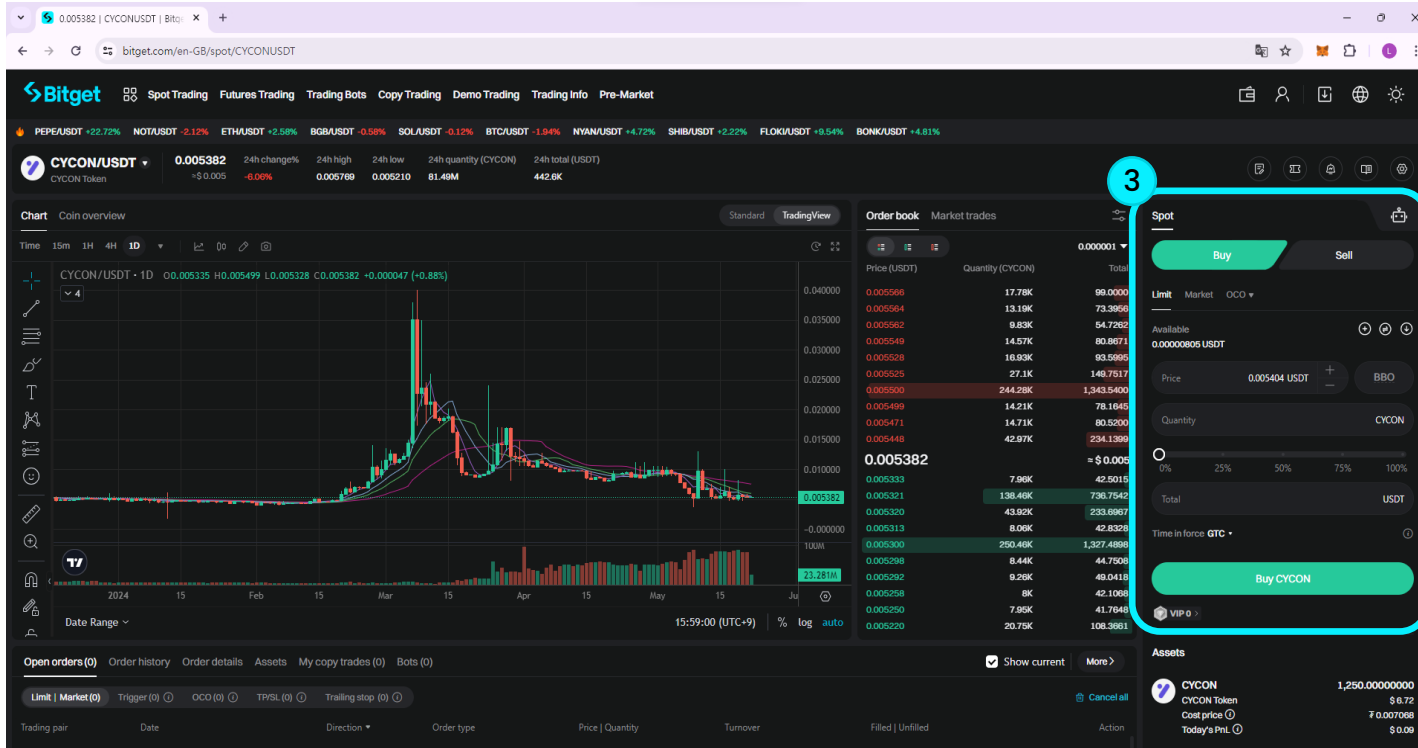 0.005382 | CYCONUSDT | Bitg
bitget.com/en-GB/spot/CYCONUSDT
L
Bitget Spot Trading Futures Trading Trading Bots Copy Trading Demo Trading Trading Info Pre-Market
PEPE/USDT +22.72% NOT/USDT -2.12% ETH/USDT +2.58% BGB/USDT -0.58% SOL/USDT -0.12% BTC/USDT -1.94% NYAN/USDT +4.72% SHIB/USDT +2.22% FLOKI/USDT +9.54% BONK/USDT +4.81%
CYCON/USDT 0.005382 24h change% 24h high 24h low 24h quantity (CYCON) 24h total (USDT)
CYCON Token ≈$ 0.005 -6.06% 0.005769 0.005210 81.49M 442.6K
3
Chart Coin overview Standard TradingView
Time 15m 1H 4H 1D
CYCON/USDT · 1D O0.005335 H0.005499 L0.005328 C0.005382 +0.000047 (+0.88%)
4
0.040000
0.035000
0.030000
0.025000
0.020000
0.015000
0.010000
0.005382
-0.000000
100M
23.281M
2024 15 Feb 15 Mar 15 Apr 15 May 15 Ju
Date Range 15:59:00 (UTC+9) % log auto
Order book Market trades
0.000001
Price (USDT) Quantity (CYCON) Total
0.005566 17.78K 99.0000
0.005564 13.19K 73.3956
0.005562 9.83K 54.7262
0.005549 14.57K 80.8671
0.005528 16.93K 93.5995
0.005525 27.1K 149.7517
0.005500 244.28K 1,343.5400
0.005499 14.21K 78.1645
0.005471 14.71K 80.5200
0.005448 42.97K 234.1399
0.005382 ≈ $ 0.005
0.005333 7.96K 42.5015
0.005321 138.46K 736.7542
0.005320 43.92K 233.6967
0.005313 8.06K 42.8328
0.005300 250.46K 1,327.4898
0.005298 8.44K 44.7508
0.005292 9.26K 49.0418
0.005258 8K 42.1068
0.005250 7.95K 41.7648
0.005220 20.75K 108.3661
Spot
Buy Sell
Limit Market OCO
Available
0.00000805 USDT
Price 0.005404 USDT + − BBO
Quantity CYCON
0% 25% 50% 75% 100%
Total USDT
Time in force GTC
Buy CYCON
VIP 0 >
Open orders (0) Order history Order details Assets My copy trades (0) Bots (0) Show current More >
Limit | Market (0) Trigger (0) OCO (0) TP/SL (0) Trailing stop (0) Cancel all
Trading pair Date Direction Order type Price | Quantity Turnover Filled | Unfilled Action
Assets
CYCON 1,250.00000000
CYCON Token $ 6.72
Cost price ₮ 0.007068
Today's PnL $ 0.09